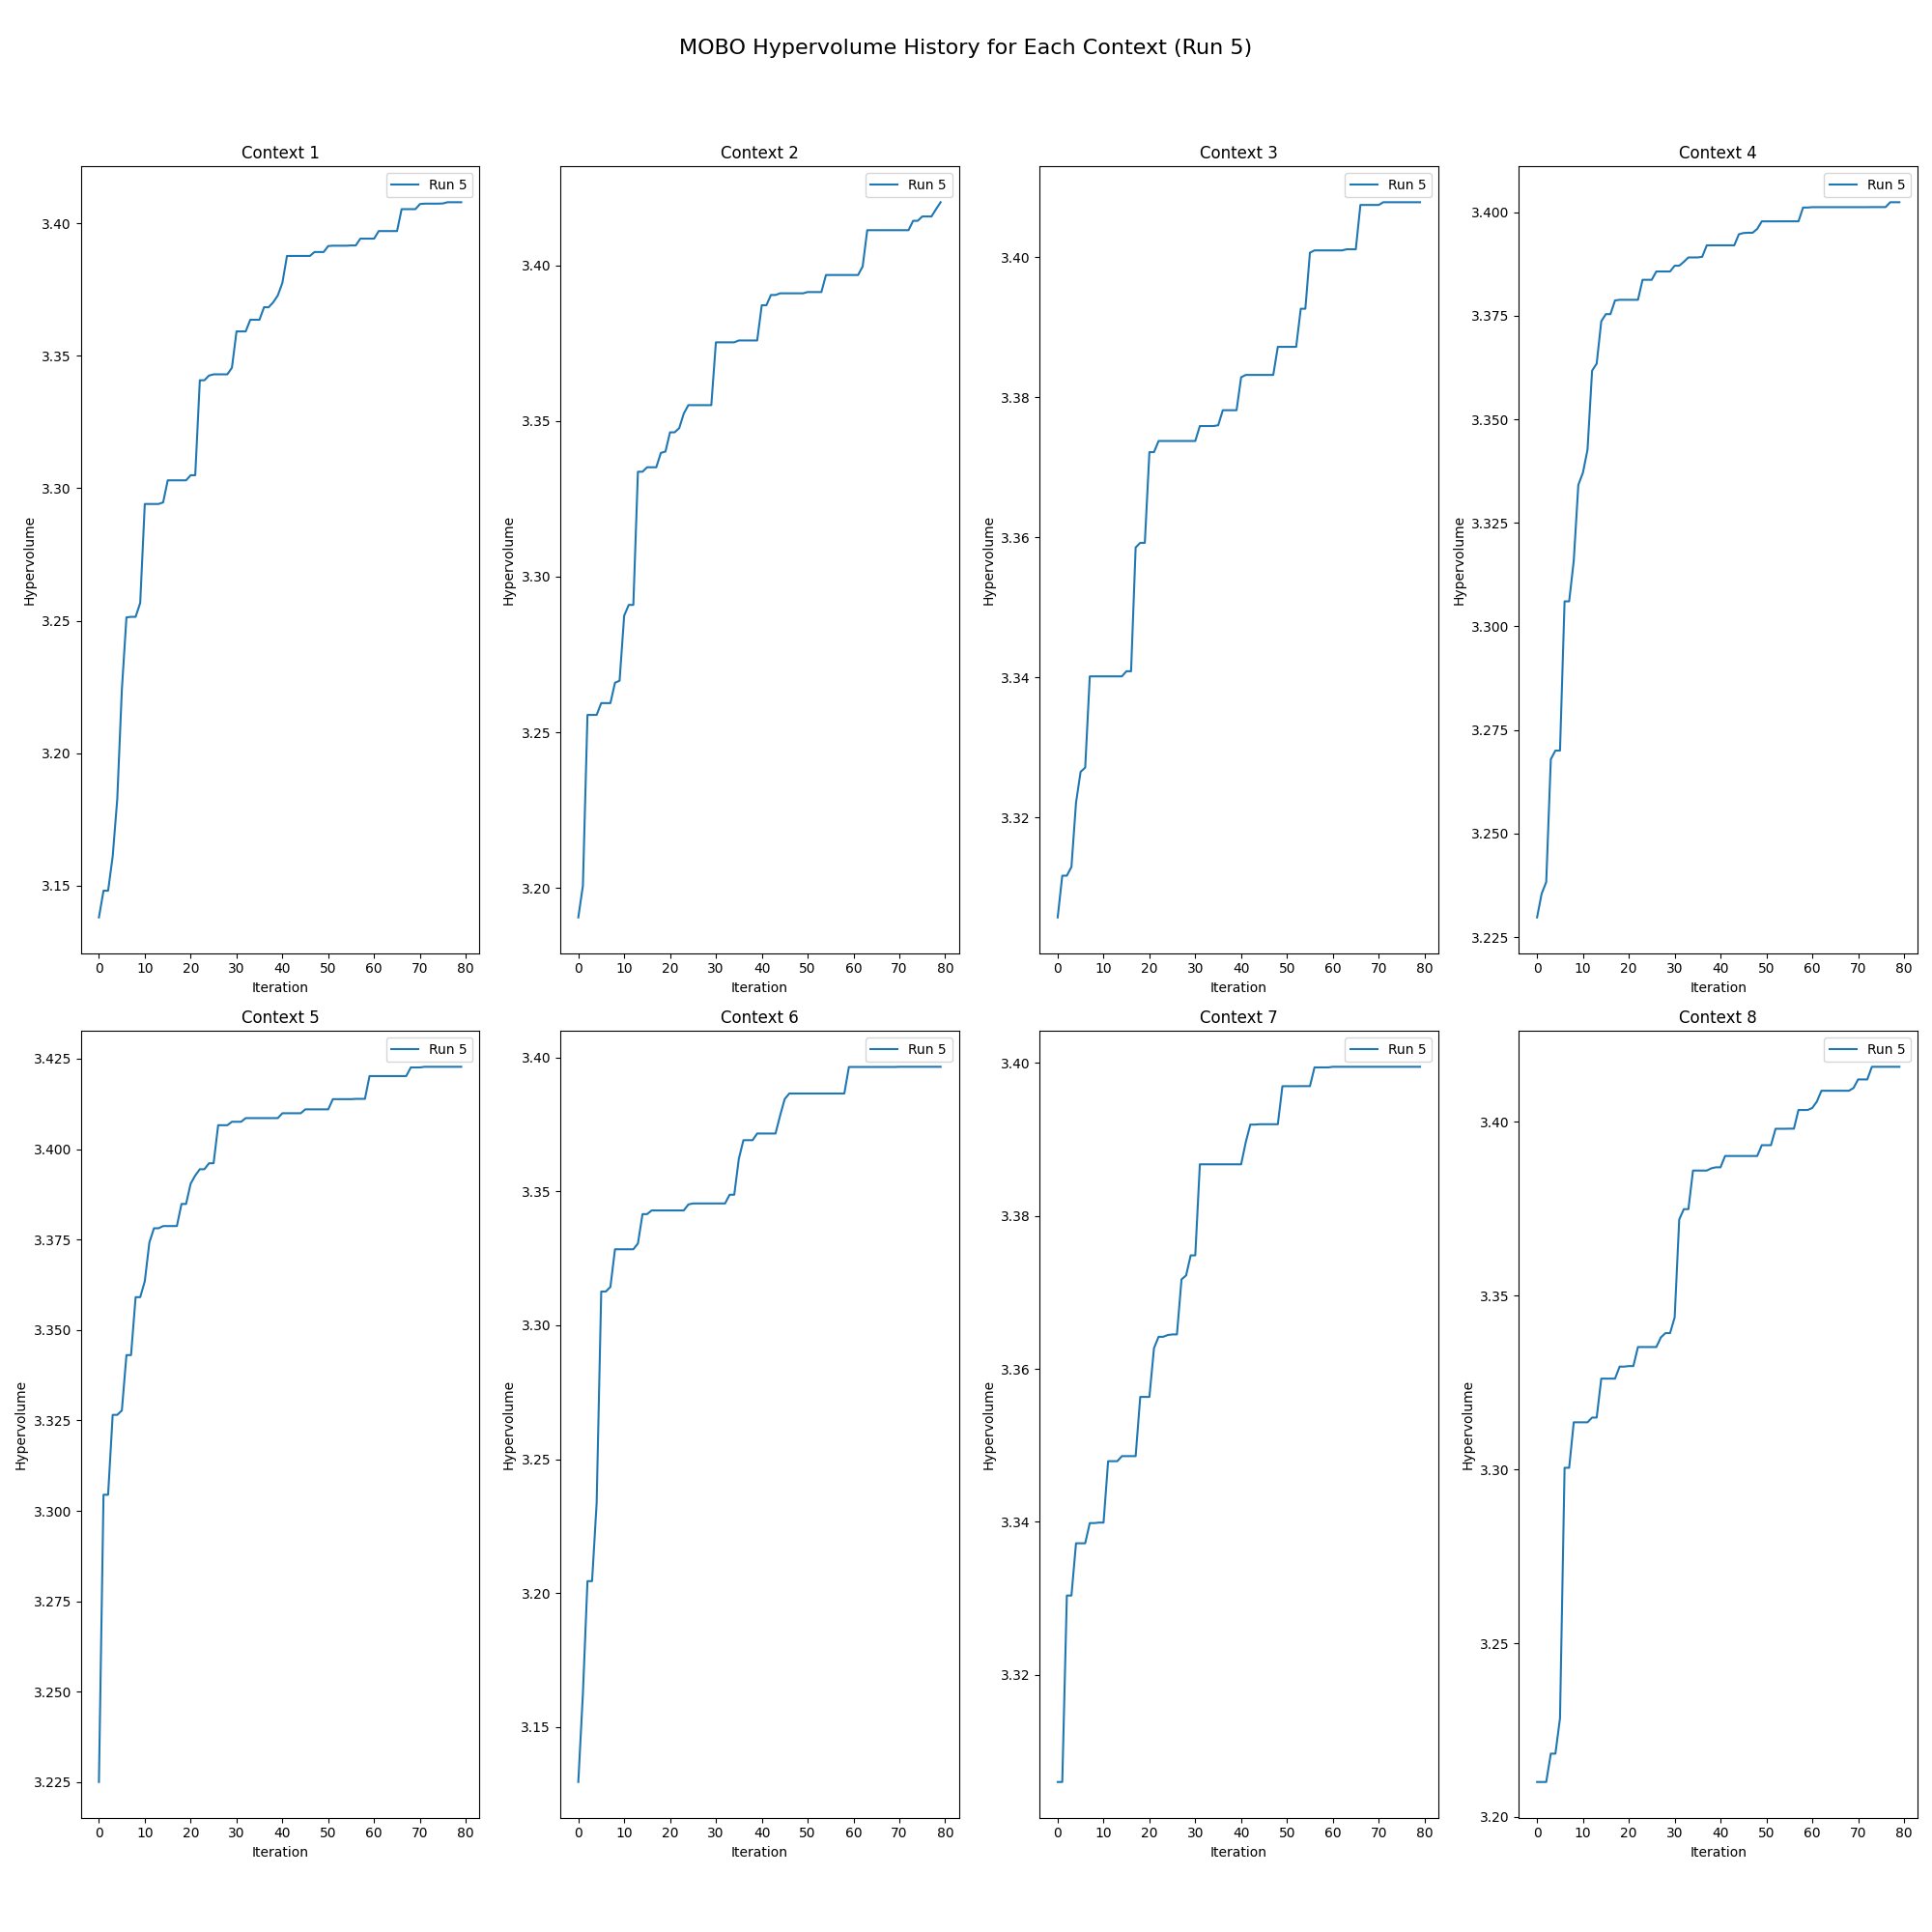 MOBO Hypervolume History for Each Context (Run 5)
Context 1
Run 5
3.40
3.35
3.30
3.25
3.20
3.15
Hypervolume
0 10 20 30 40 50 60 70 80
Iteration
Context 2
Run 5
3.40
3.35
3.30
3.25
3.20
Hypervolume
0 10 20 30 40 50 60 70 80
Iteration
Context 3
Run 5
3.40
3.38
3.36
3.34
3.32
Hypervolume
0 10 20 30 40 50 60 70 80
Iteration
Context 4
Run 5
3.400
3.375
3.350
3.325
3.300
3.275
3.250
3.225
Hypervolume
0 10 20 30 40 50 60 70 80
Iteration
Context 5
Run 5
3.425
3.400
3.375
3.350
3.325
3.300
3.275
3.250
3.225
Hypervolume
0 10 20 30 40 50 60 70 80
Iteration
Context 6
Run 5
3.40
3.35
3.30
3.25
3.20
3.15
Hypervolume
0 10 20 30 40 50 60 70 80
Iteration
Context 7
Run 5
3.40
3.38
3.36
3.34
3.32
Hypervolume
0 10 20 30 40 50 60 70 80
Iteration
Context 8
Run 5
3.40
3.35
3.30
3.25
3.20
Hypervolume
0 10 20 30 40 50 60 70 80
Iteration